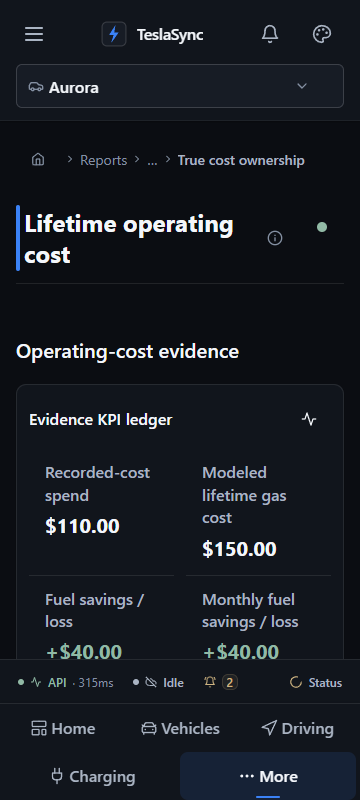 TeslaSync
Aurora
Reports
...
True cost ownership
Lifetime operating
cost
Operating-cost evidence
Evidence KPI ledger
Recorded-cost
spend
$110.00
Modeled
lifetime gas
cost
$150.00
Fuel savings /
loss
+$40.00
Monthly fuel
savings / loss
+$40.00
API · 315ms
Idle
2
Status
Home
Vehicles
Driving
Charging
More